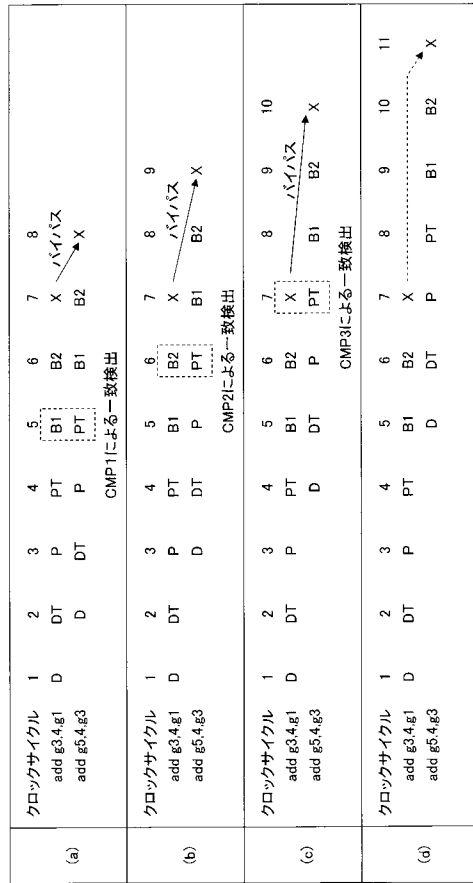 (a)
クロックサイクル 1 2 3 4 5 6 7 8
add g3,4,g1 D DT P PT B1 B2 X バイパス
add g5,4,g3 D DT P PT B1 B2 X
CMP1による一致検出
(b)
クロックサイクル 1 2 3 4 5 6 7 8 9
add g3,4,g1 D DT P PT B1 B2 X バイパス
add g5,4,g3 D DT P PT B1 B2 X
CMP2による一致検出
(c)
クロックサイクル 1 2 3 4 5 6 7 8 9 10
add g3,4,g1 D DT P PT B1 B2 X バイパス
add g5,4,g3 D DT P PT B1 B2 X
CMP3による一致検出
(d)
クロックサイクル 1 2 3 4 5 6 7 8 9 10 11
add g3,4,g1 D DT P PT B1 B2 X
add g5,4,g3 D DT P PT B1 B2 X